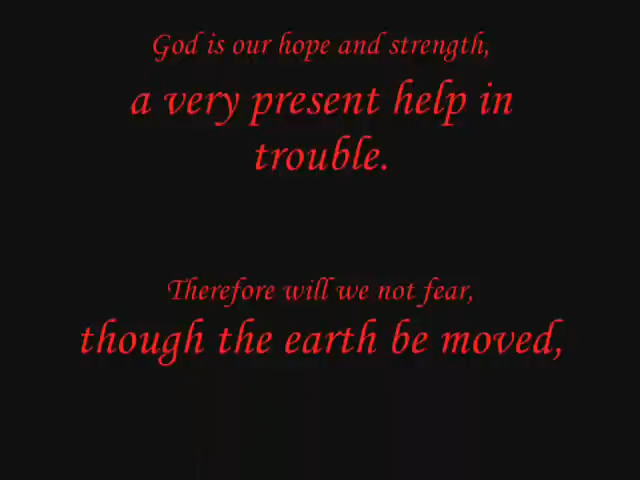 God is our hope and strength,
a very present help in
trouble.
Therefore will we not fear,
though the earth be moved,